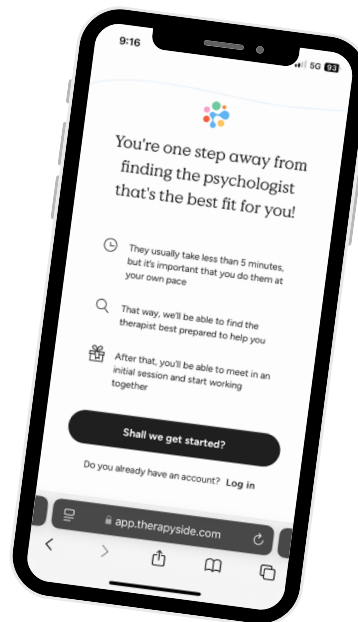 9:16
5G 93
You're one step away from
finding the psychologist
that's the best fit for you!
They usually take less than 5 minutes,
but it's important that you do them at
your own pace
That way, we'll be able to find the
therapist best prepared to help you
After that, you'll be able to meet in an
initial session and start working
together
Shall we get started?
Do you already have an account? Log in
app.therapyside.com